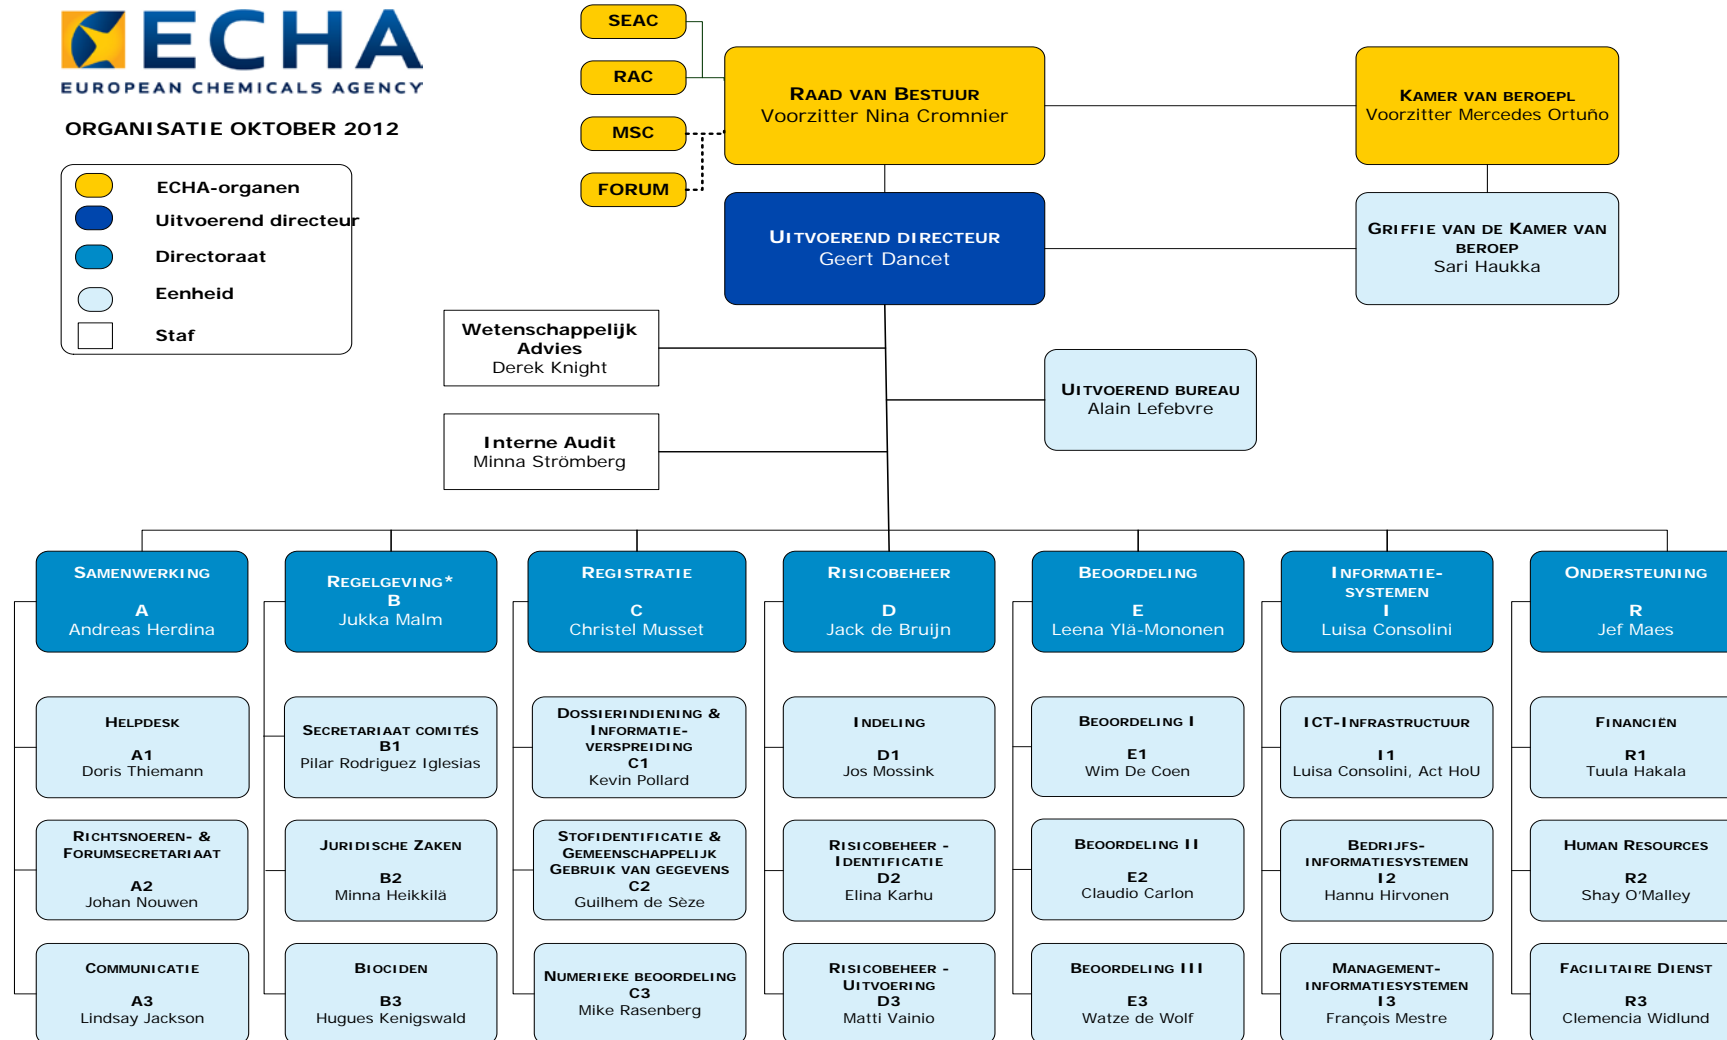 ECHA
EUROPEAN CHEMICALS AGENCY
ORGANISATIE OKTOBER 2012
ECHA-organen
Uitvoerend directeur
Directoraat
Eenheid
Staf
SEAC
RAC
MSC
FORUM
RAAD VAN BESTUUR
Voorzitter Nina Cromnier
KAMER VAN BEROEPL
Voorzitter Mercedes Ortuño
UITVOEREND DIRECTEUR
Geert Dancet
GRIFFIE VAN DE KAMER VAN
BEROEP
Sari Haukka
Wetenschappelijk
Advies
Derek Knight
UITVOEREND BUREAU
Alain Lefebvre
Interne Audit
Minna Strömberg
SAMENWERKING
A
Andreas Herdina
REGELGEVING*
B
Jukka Malm
REGISTRATIE
C
Christel Musset
RISICOBEHEER
D
Jack de Bruijn
BEOORDELING
E
Leena Ylä-Mononen
INFORMATIE-
SYSTEMEN
I
Luisa Consolini
ONDERSTEUNING
R
Jef Maes
HELPDESK
A1
Doris Thiemann
SECRETARIAAT COMITÉS
B1
Pilar Rodriguez Iglesias
DOSSIERINDIENING &
INFORMATIE-
VERSPREIDING
C1
Kevin Pollard
INDELING
D1
Jos Mossink
BEOORDELING I
E1
Wim De Coen
ICT-INFRASTRUCTUUR
I1
Luisa Consolini, Act HoU
FINANCIËN
R1
Tuula Hakala
RICHTSNOEREN- &
FORUMSECRETARIAAT
A2
Johan Nouwen
JURIDISCHE ZAKEN
B2
Minna Heikkilä
STOFIDENTIFICATIE &
GEMEENSCHAPPELIJK
GEBRUIK VAN GEGEVENS
C2
Guilhem de Sèze
RISICOBEHEER -
IDENTIFICATIE
D2
Elina Karhu
BEOORDELING II
E2
Claudio Carlon
BEDRIJFS-
INFORMATIESYSTEMEN
I2
Hannu Hirvonen
HUMAN RESOURCES
R2
Shay O'Malley
COMMUNICATIE
A3
Lindsay Jackson
BIOCIDEN
B3
Hugues Kenigswald
NUMERIEKE BEOORDELING
C3
Mike Rasenberg
RISICOBEHEER -
UITVOERING
D3
Matti Vainio
BEOORDELING III
E3
Watze de Wolf
MANAGEMENT-
INFORMATIESYSTEMEN
I3
François Mestre
FACILITAIRE DIENST
R3
Clemencia Widlund